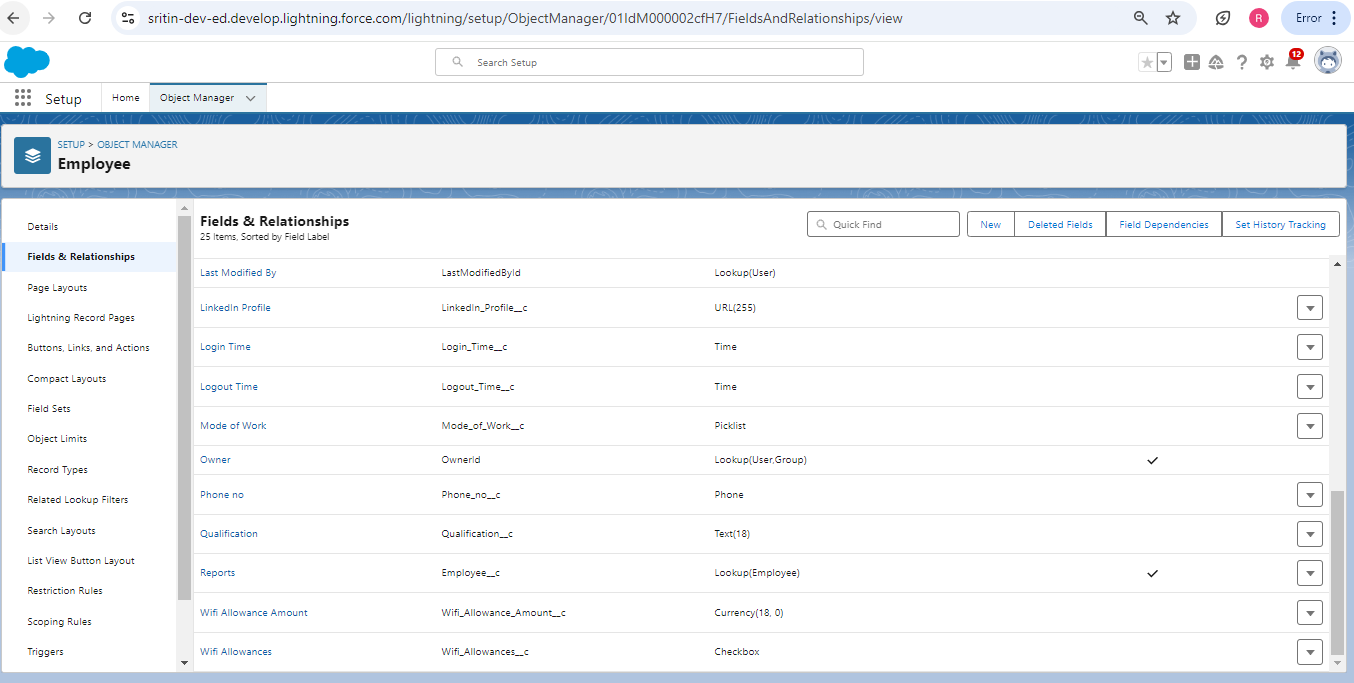 sritin-dev-ed.develop.lightning.force.com/lightning/setup/ObjectManager/01IdM000002cfH7/FieldsAndRelationships/view
R
Error
Search Setup
12
Setup
Home
Object Manager
SETUP > OBJECT MANAGER
Employee
Details
Fields & Relationships
Page Layouts
Lightning Record Pages
Buttons, Links, and Actions
Compact Layouts
Field Sets
Object Limits
Record Types
Related Lookup Filters
Search Layouts
List View Button Layout
Restriction Rules
Scoping Rules
Triggers
Fields & Relationships
25 Items, Sorted by Field Label
Quick Find
New
Deleted Fields
Field Dependencies
Set History Tracking
Last Modified By LastModifiedById Lookup(User)
LinkedIn Profile LinkedIn_Profile__c URL(255)
Login Time Login_Time__c Time
Logout Time Logout_Time__c Time
Mode of Work Mode_of_Work__c Picklist
Owner OwnerId Lookup(User,Group)
Phone no Phone_no__c Phone
Qualification Qualification__c Text(18)
Reports Employee__c Lookup(Employee)
Wifi Allowance Amount Wifi_Allowance_Amount__c Currency(18, 0)
Wifi Allowances Wifi_Allowances__c Checkbox